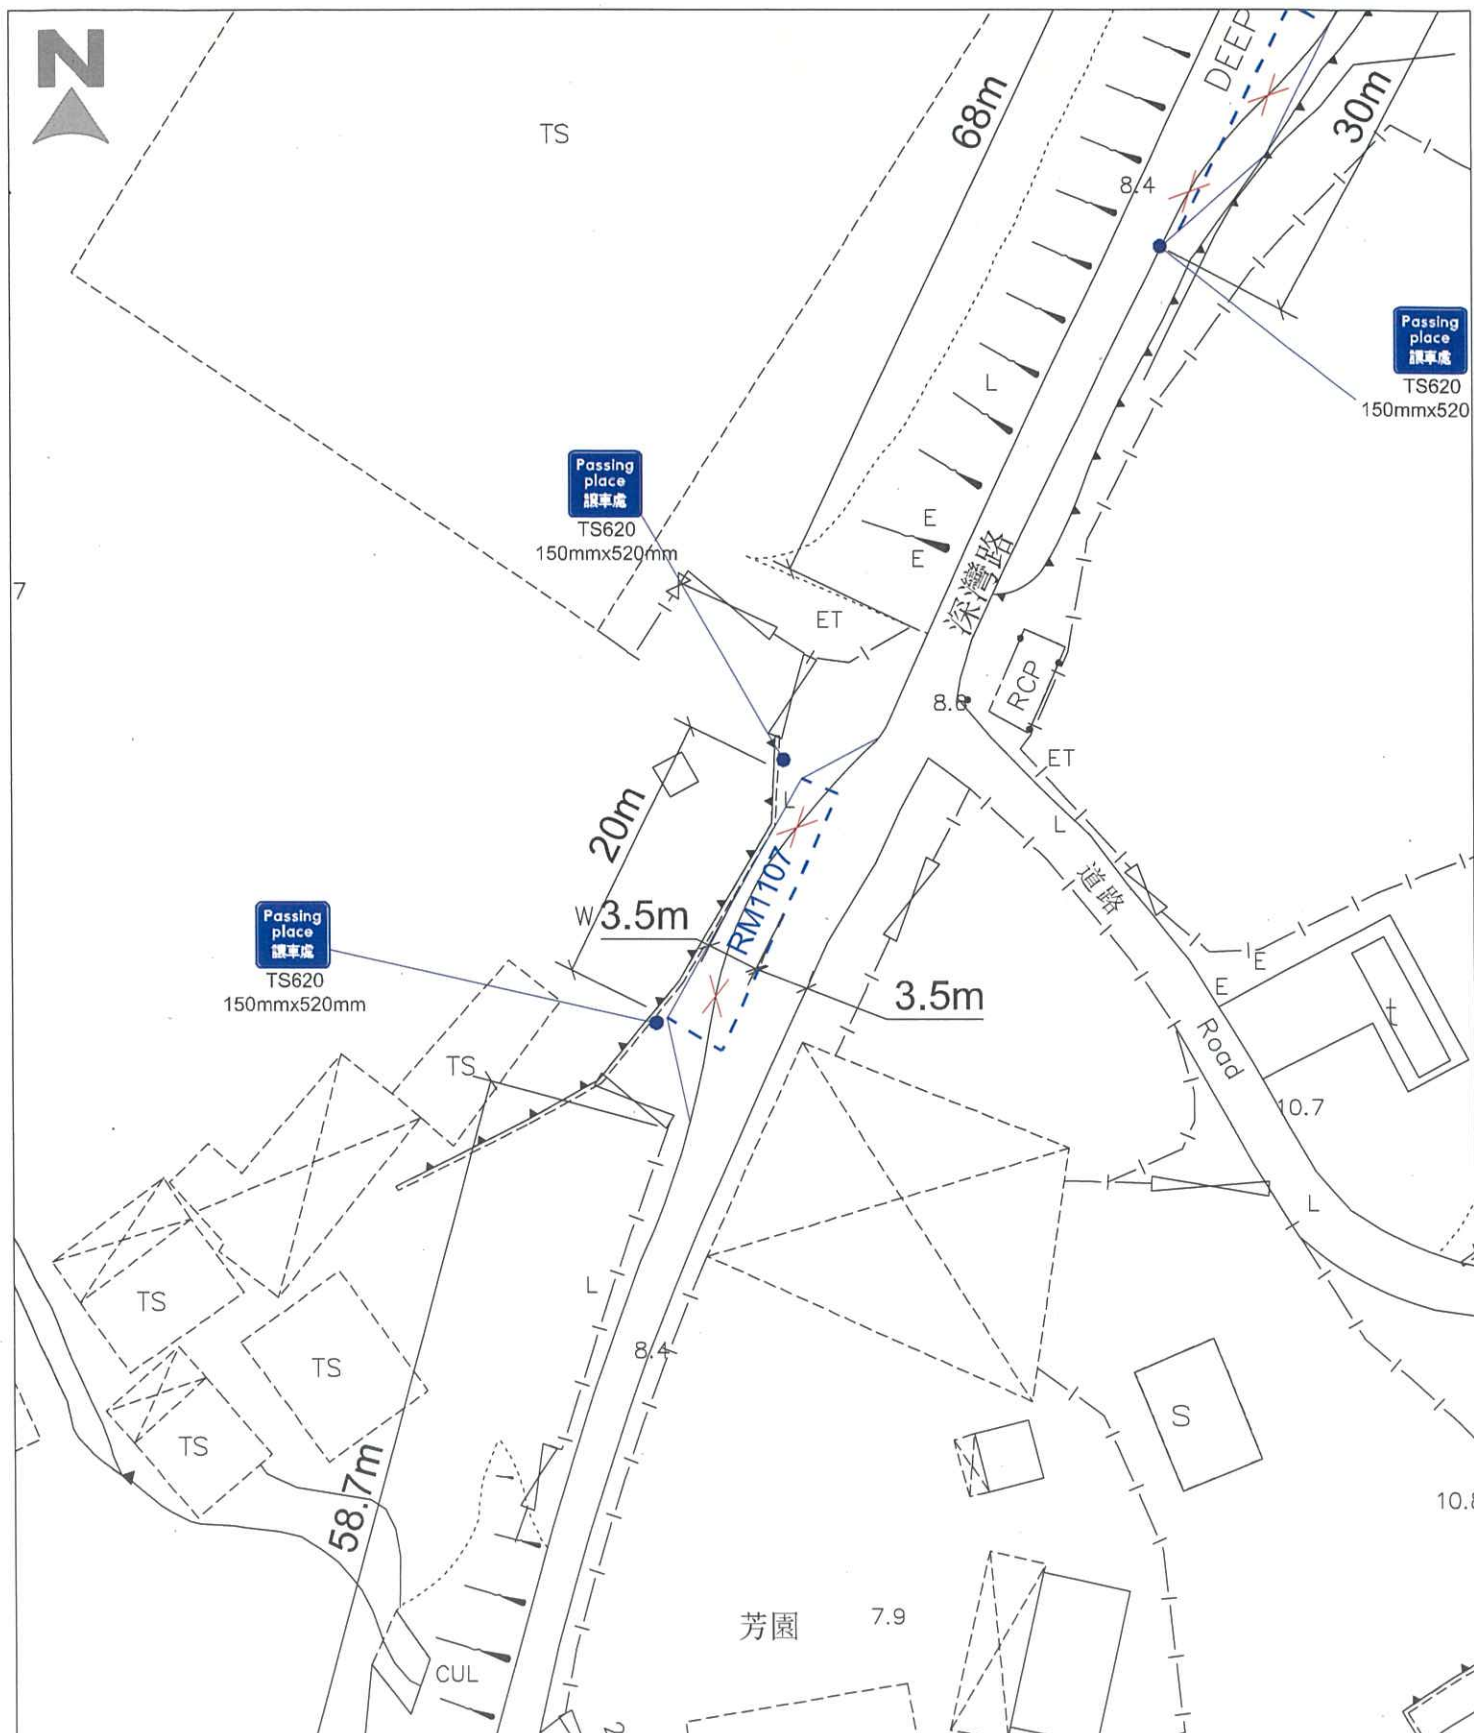 N
DEEP
TS
68m
30m
8.4
Passing
place
讓車處
TS620
150mmx520
L
Passing
place
讓車處
TS620
150mmx520mm
E
E
深灣路
7
ET
RCP
8.8
ET
L
20m
L
道路
RM1107
W
3.5m
Passing
place
讓車處
TS620
150mmx520mm
3.5m
E
E
t
Road
TS
10.7
L
TS
L
8.4
TS
S
TS
58.7m
10.8
芳園
7.9
CUL
2